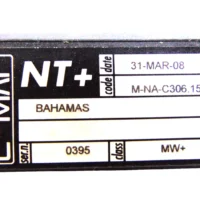 NT+
date 31-MAR-08
code M-NA-C306.15
BAHAMAS
ser.n. 0395 class MW+